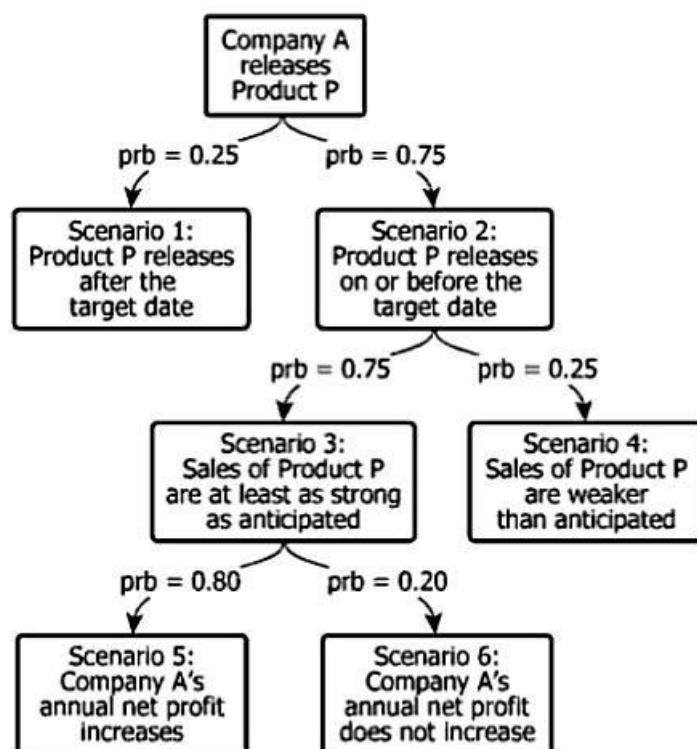 Company A
releases
Product P
prb = 0.25
prb = 0.75
Scenario 1:
Product P releases
after the
target date
Scenario 2:
Product P releases
on or before the
target date
prb = 0.75
prb = 0.25
Scenario 3:
Sales of Product P
are at least as strong
as anticipated
Scenario 4:
Sales of Product P
are weaker
than anticipated
prb = 0.80
prb = 0.20
Scenario 5:
Company A's
annual net profit
increases
Scenario 6:
Company A's
annual net profit
does not increase